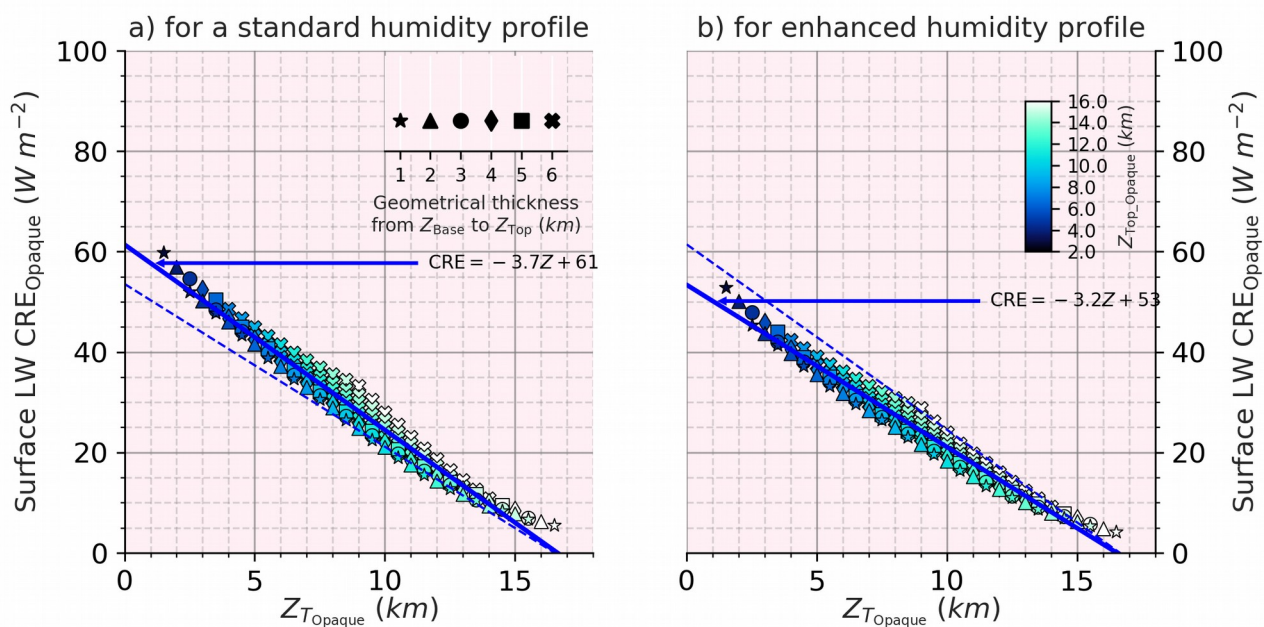 a) for a standard humidity profile
b) for enhanced humidity profile
Surface LW CRE_Opaque (W m⁻²)
100
80
60
40
20
0
0
5
10
15
Z_T_Opaque (km)
1 2 3 4 5 6
Geometrical thickness
from Z_Base to Z_Top (km)
CRE = −3.7Z+61
16.0
14.0
12.0
10.0
8.0
6.0
4.0
2.0
Z_Top_Opaque (km)
CRE = −3.2Z+53
0
5
10
15
Z_T_Opaque (km)
100
80
60
40
20
0
Surface LW CRE_Opaque (W m⁻²)